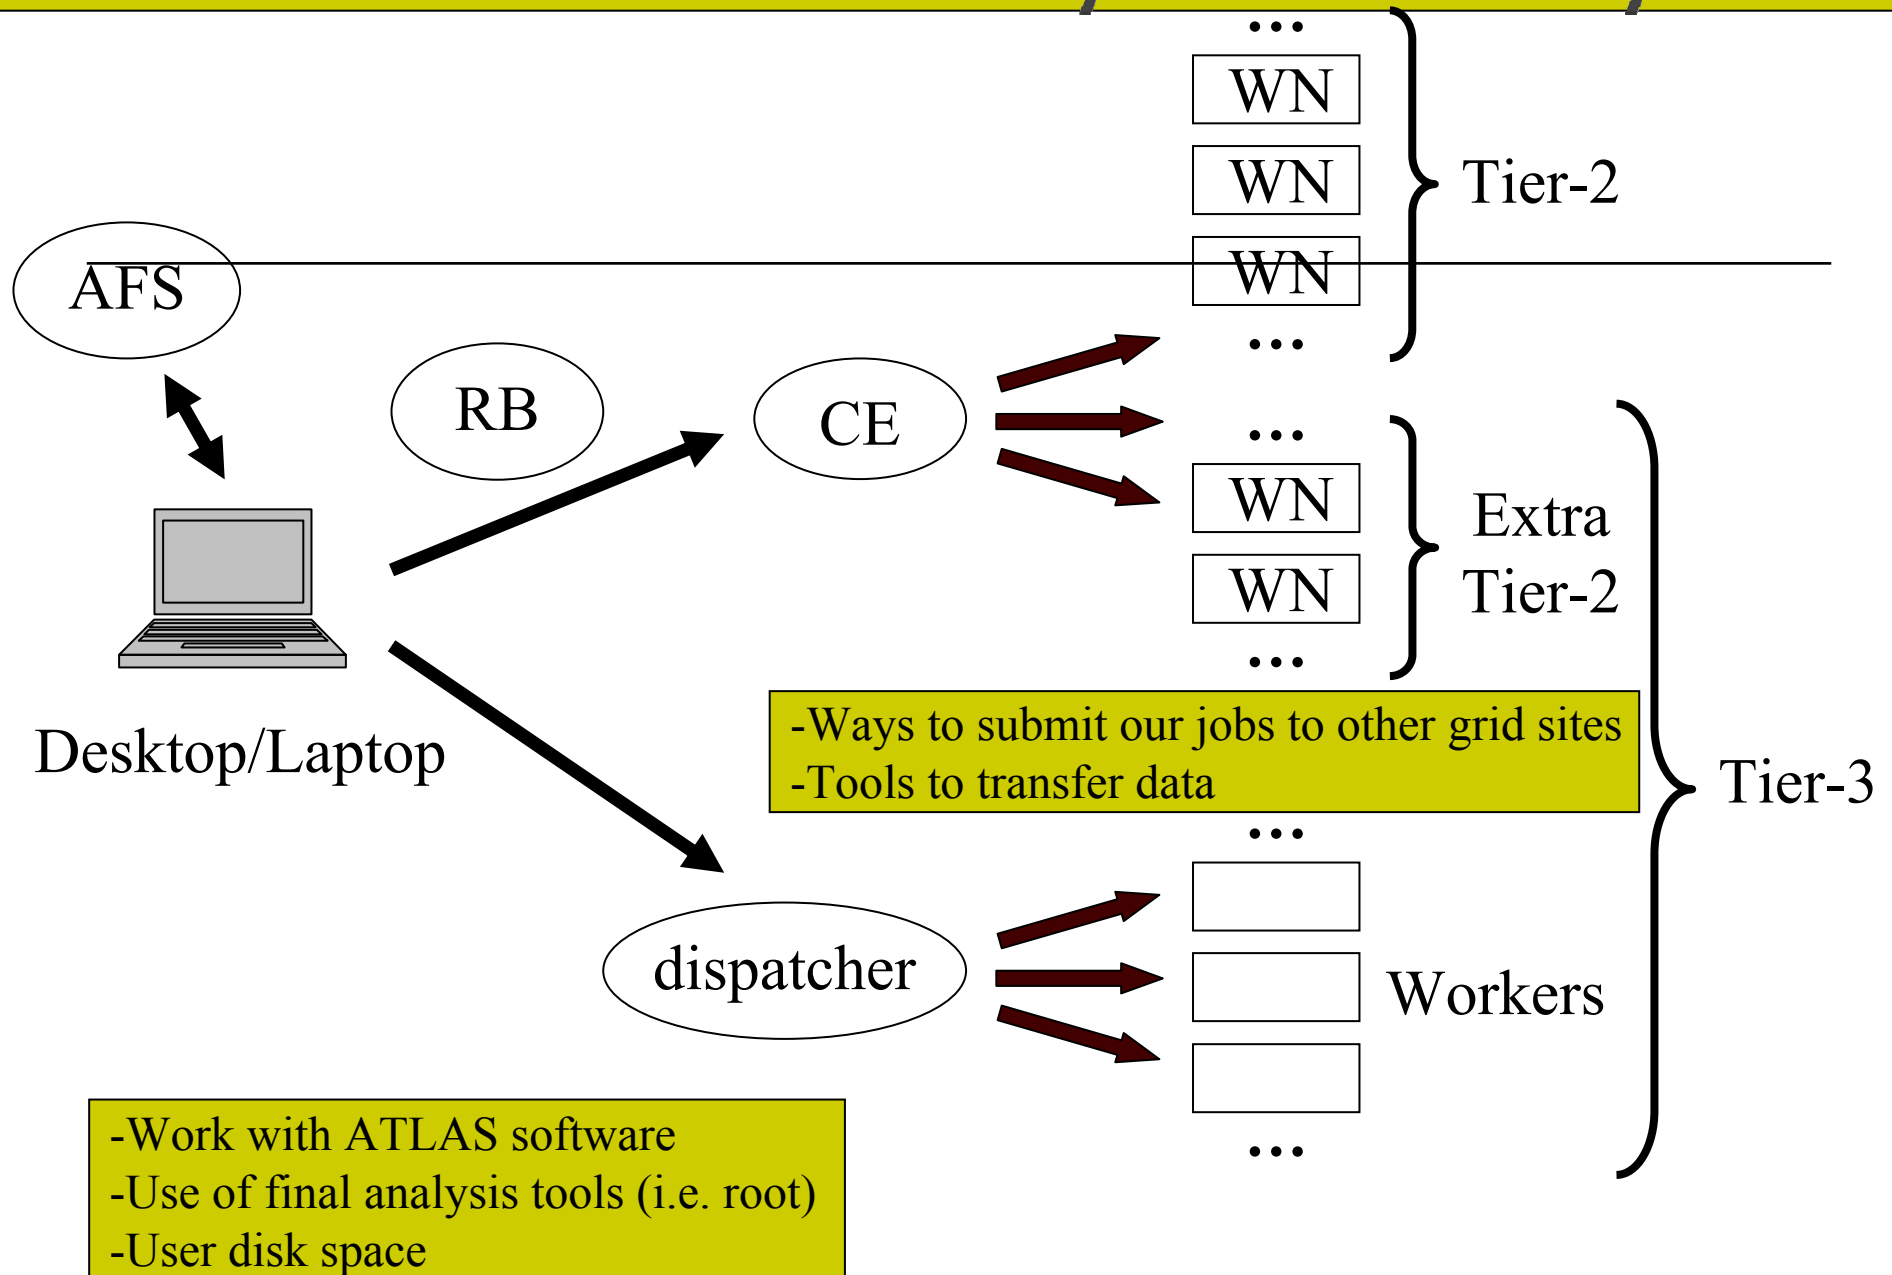 ...
WN
WN
Tier-2
WN
...
AFS
RB
CE
...
WN
WN
...
Extra
Tier-2
Desktop/Laptop
-Ways to submit our jobs to other grid sites
-Tools to transfer data
Tier-3
...
dispatcher
Workers
...
-Work with ATLAS software
-Use of final analysis tools (i.e. root)
-User disk space